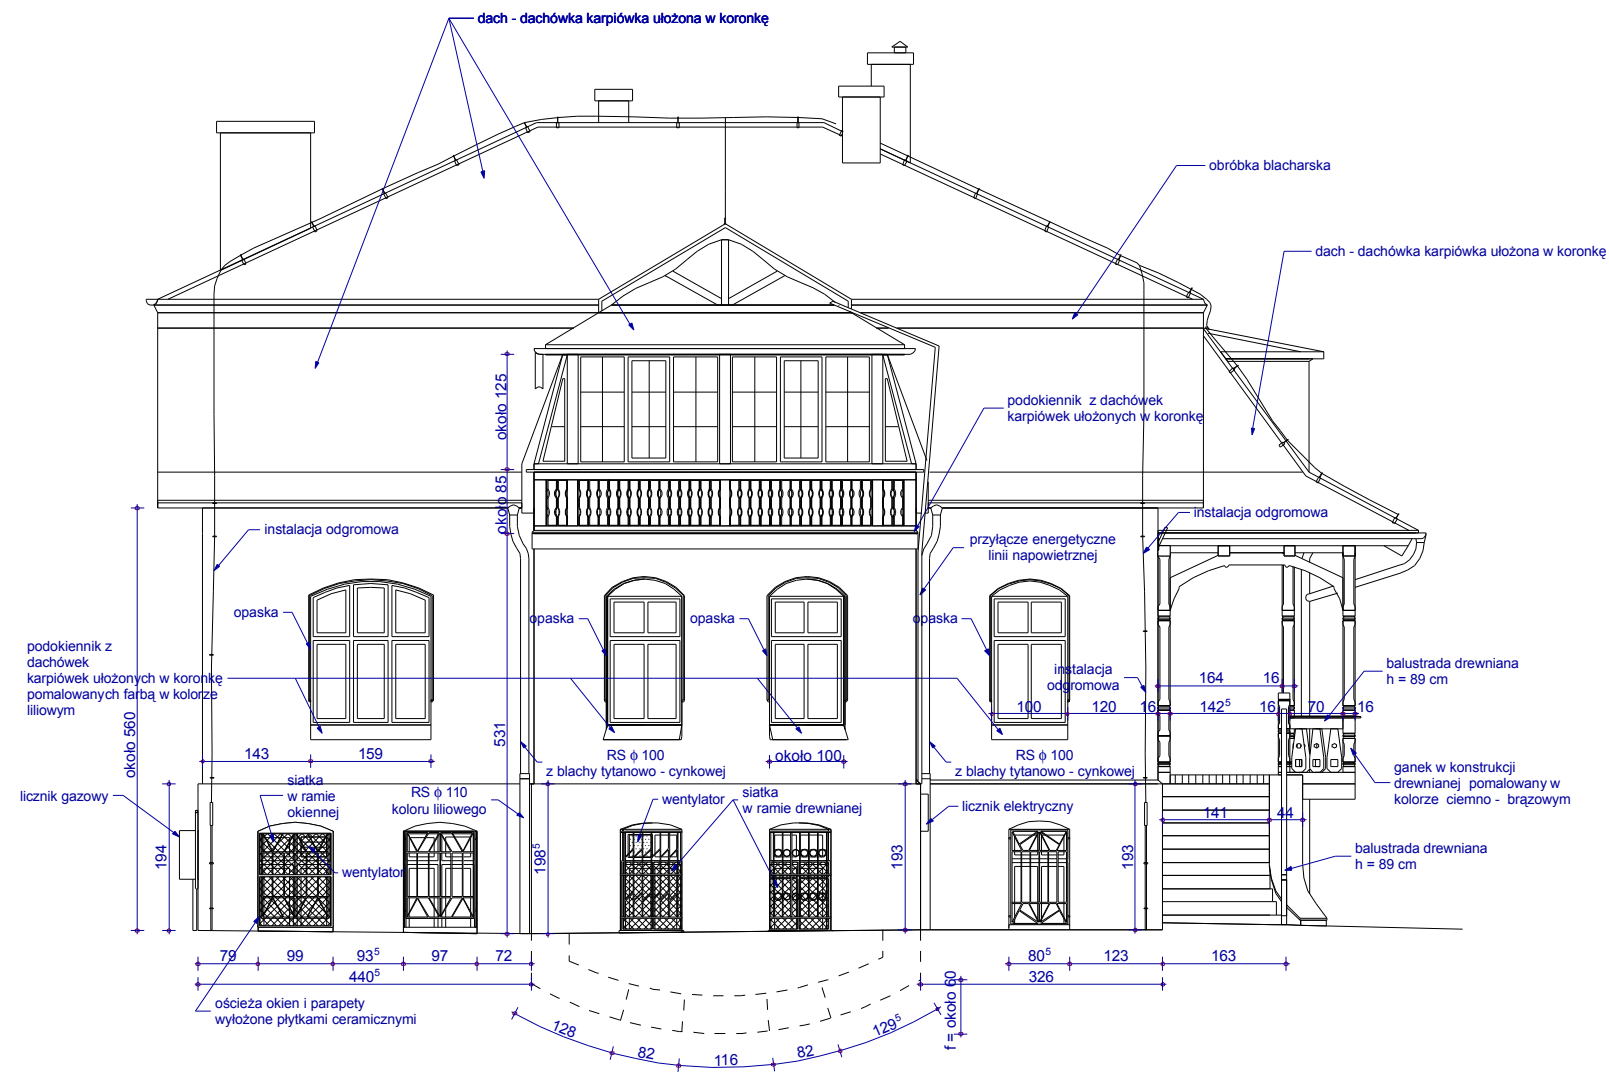 dach - dachówka karpiówka ułożona w koronkę
obróbka blacharska
dach - dachówka karpiówka ułożona w koronkę
około 125
podokiennik z dachówek
karpiówek ułożonych w koronkę
około 85
instalacja odgromowa
instalacja odgromowa
przyłącze energetyczne
linii napowietrznej
opaska
opaska
opaska
opaska
podokiennik z
dachówek
karpiówek ułożonych w koronkę
pomalowanych farbą w kolorze
liliowym
instalacja
odgromowa
balustrada drewniana
h = 89 cm
164 16
100 120 16 142⁵ 16 70 16
około 560
531
143 159
RS ϕ 100
z blachy tytanowo - cynkowej
około 100
RS ϕ 100
z blachy tytanowo - cynkowej
ganek w konstrukcji
drewnianej pomalowany w
kolorze ciemno - brązowym
licznik gazowy
siatka
w ramie
okiennej
RS ϕ 110
koloru liliowego
wentylator
siatka
w ramie drewnianej
licznik elektryczny
141 44
194
wentylator
198⁵
193
193
balustrada drewniana
h = 89 cm
79 99 93⁵ 97 72
440⁵
80⁵ 123 163
326
ościeża okien i parapety
wyłożone płytkami ceramicznymi
f = około 60
128 82 116 82 129⁵